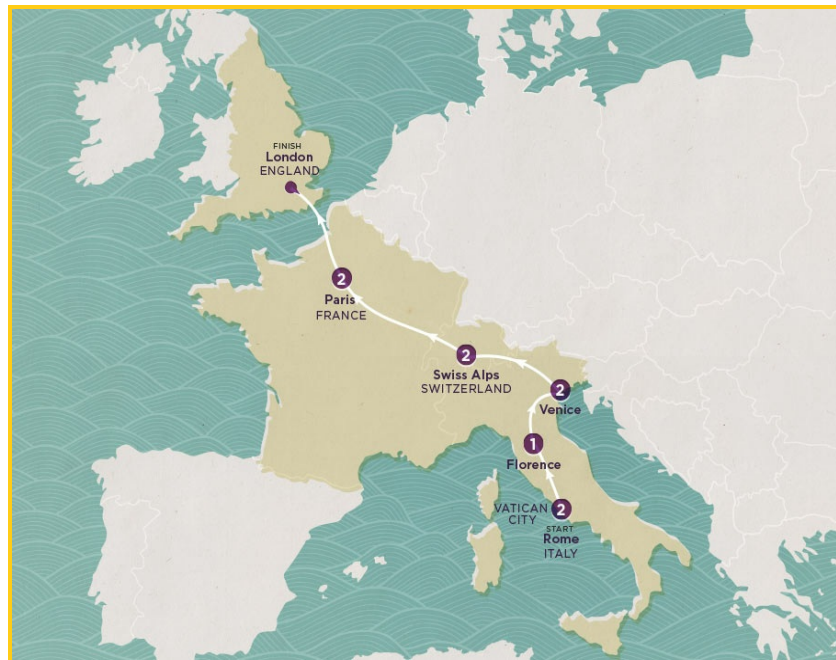 FINISH
London
ENGLAND
2
Paris
FRANCE
2
Swiss Alps
SWITZERLAND
2
Venice
1
Florence
VATICAN
CITY
2
START
Rome
ITALY